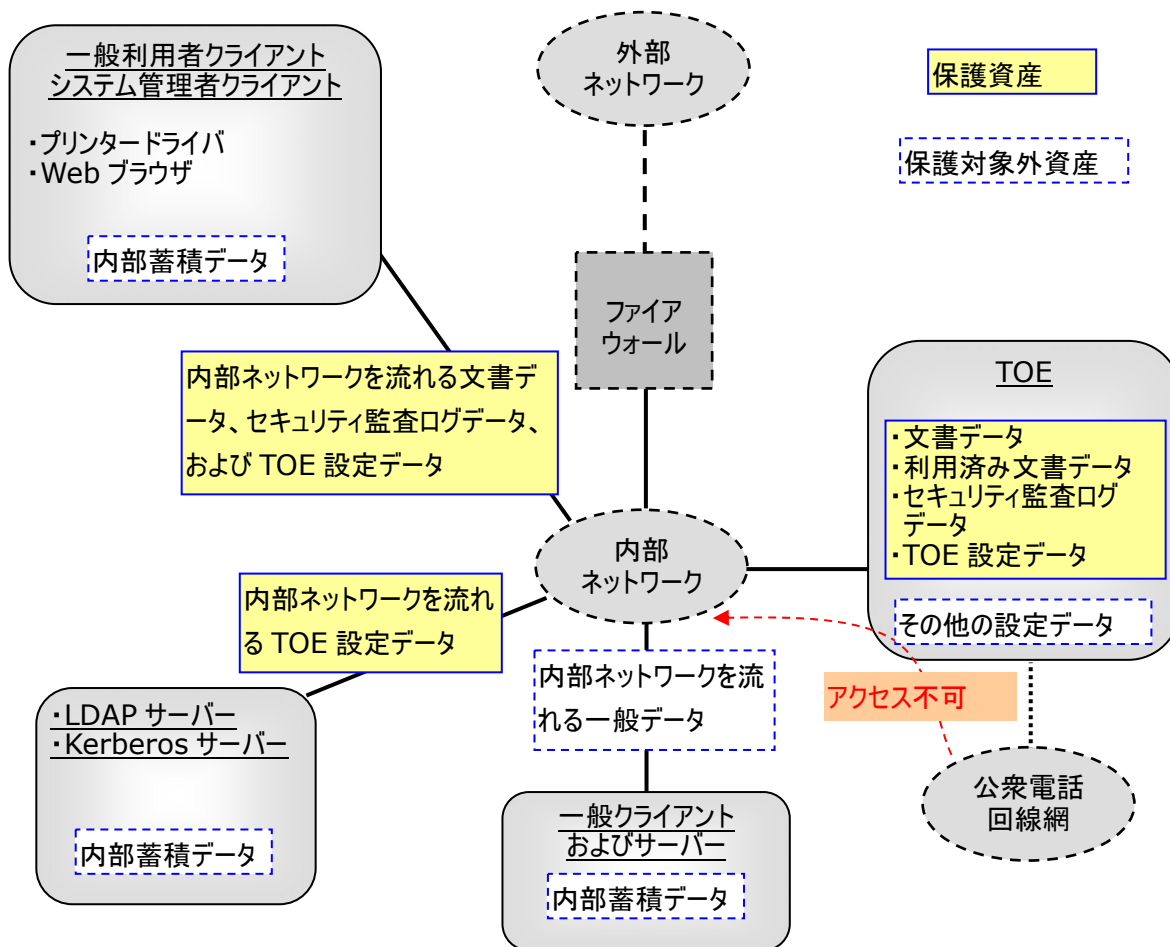 一般利用者クライアント
システム管理者クライアント
・プリンタードライバ
・Web ブラウザ
内部蓄積データ
外部
ネットワーク
保護資産
保護対象外資産
ファイア
ウォール
内部ネットワークを流れる文書デ
ータ、セキュリティ監査ログデータ、
および TOE 設定データ
TOE
・文書データ
・利用済み文書データ
・セキュリティ監査ログ
データ
・TOE 設定データ
その他の設定データ
内部
ネットワーク
内部ネットワークを流れ
る TOE 設定データ
内部ネットワークを流
れる一般データ
アクセス不可
・LDAP サーバー
・Kerberos サーバー
内部蓄積データ
一般クライアント
およびサーバー
内部蓄積データ
公衆電話
回線網